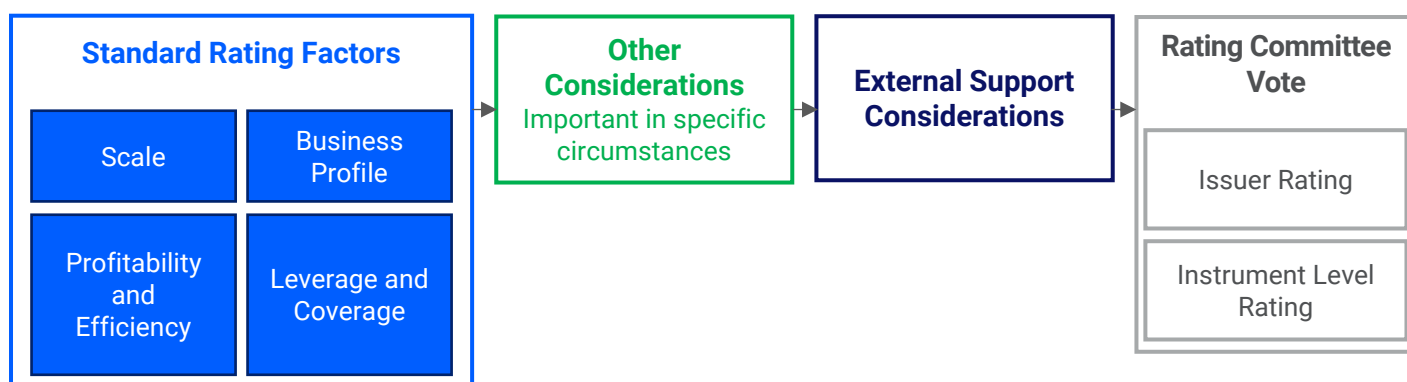 Standard Rating Factors
Scale
Business
Profile
Profitability
and
Efficiency
Leverage and
Coverage
Other
Considerations
Important in specific
circumstances
External Support
Considerations
Rating Committee
Vote
Issuer Rating
Instrument Level
Rating